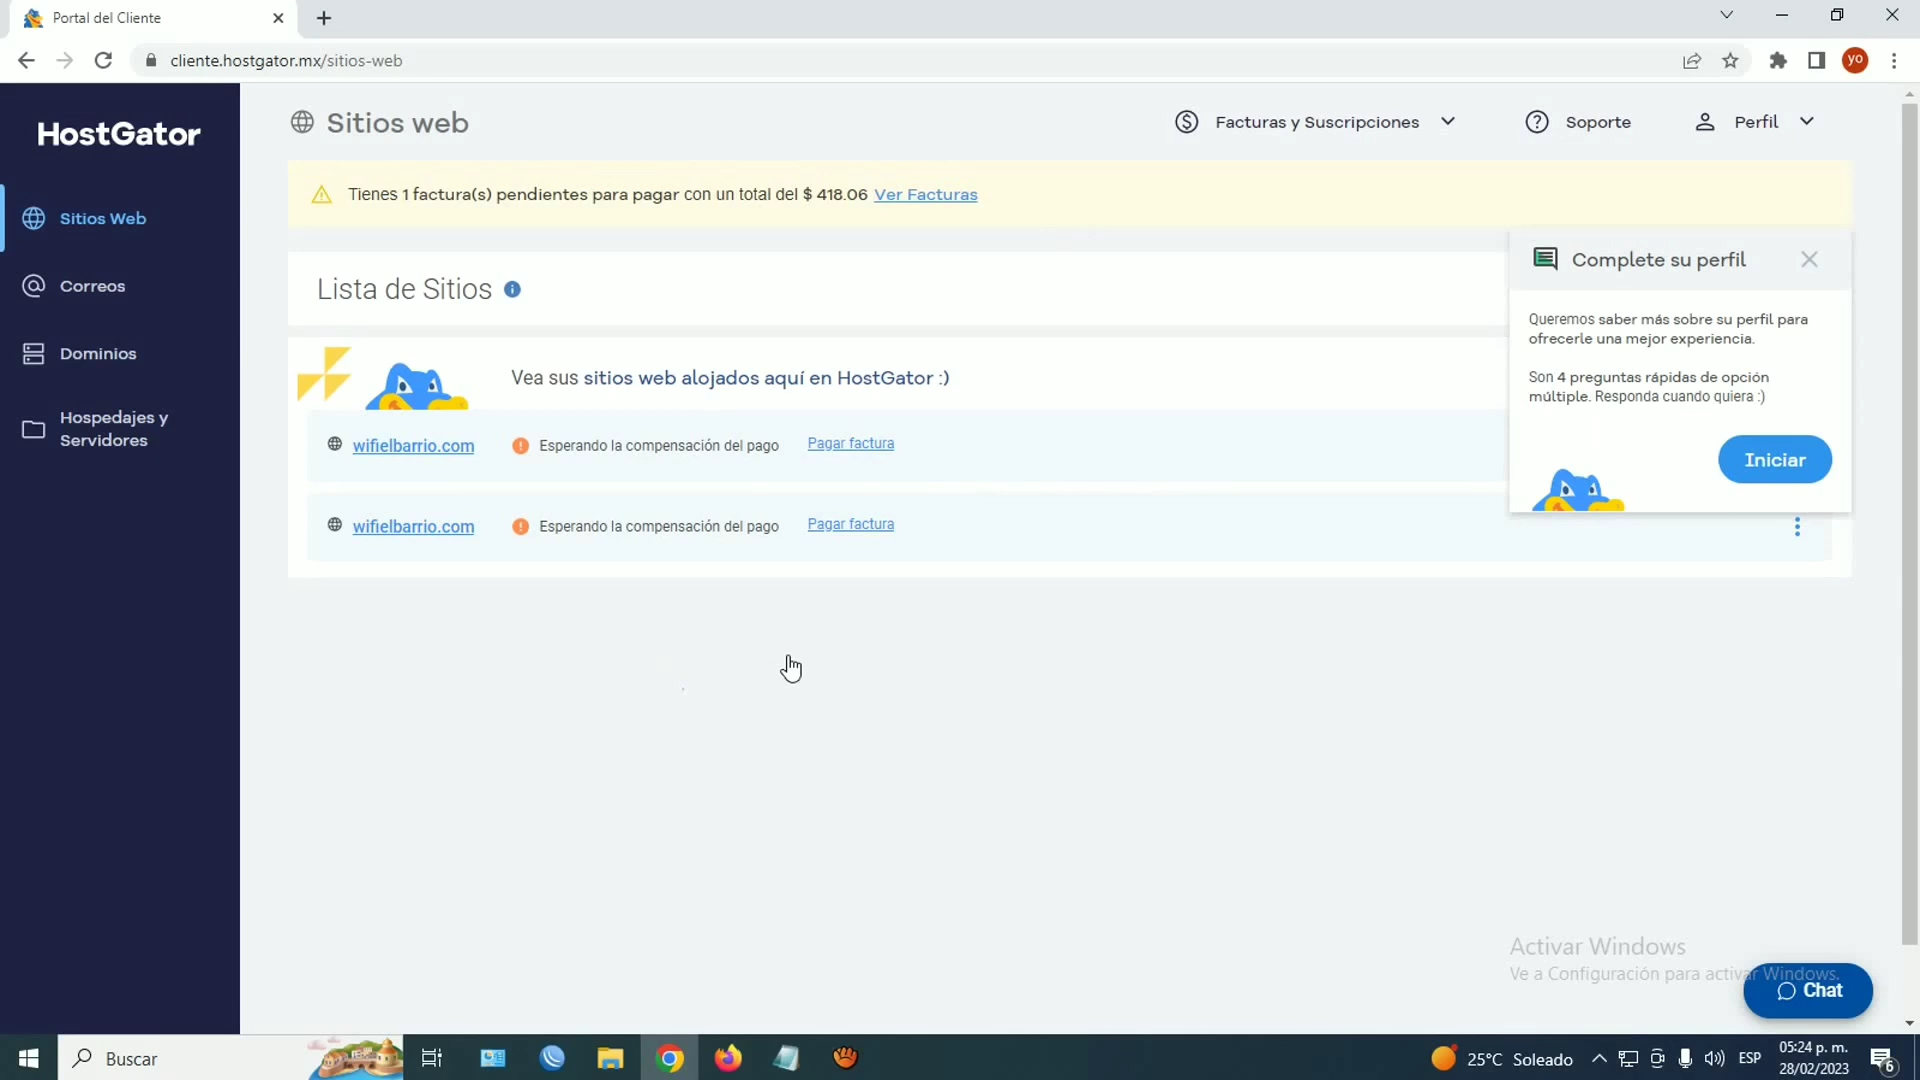 Portal del Cliente
cliente.hostgator.mx/sitios-web
yo
HostGator
Sitios web
Facturas y Suscripciones
Soporte
Perfil
Tienes 1 factura(s) pendientes para pagar con un total del $ 418.06 Ver Facturas
Sitios Web
Correos
Dominios
Hospedajes y
Servidores
Lista de Sitios
Vea sus sitios web alojados aquí en HostGator :)
wifielbarrio.com Esperando la compensación del pago Pagar factura
wifielbarrio.com Esperando la compensación del pago Pagar factura
Complete su perfil
Queremos saber más sobre su perfil para
ofrecerle una mejor experiencia.
Son 4 preguntas rápidas de opción
múltiple. Responda cuando quiera :)
Iniciar
Activar Windows
Ve a Configuración para activar Windows.
Chat
Buscar
25°C Soleado
ESP
05:24 p. m.
28/02/2023
6